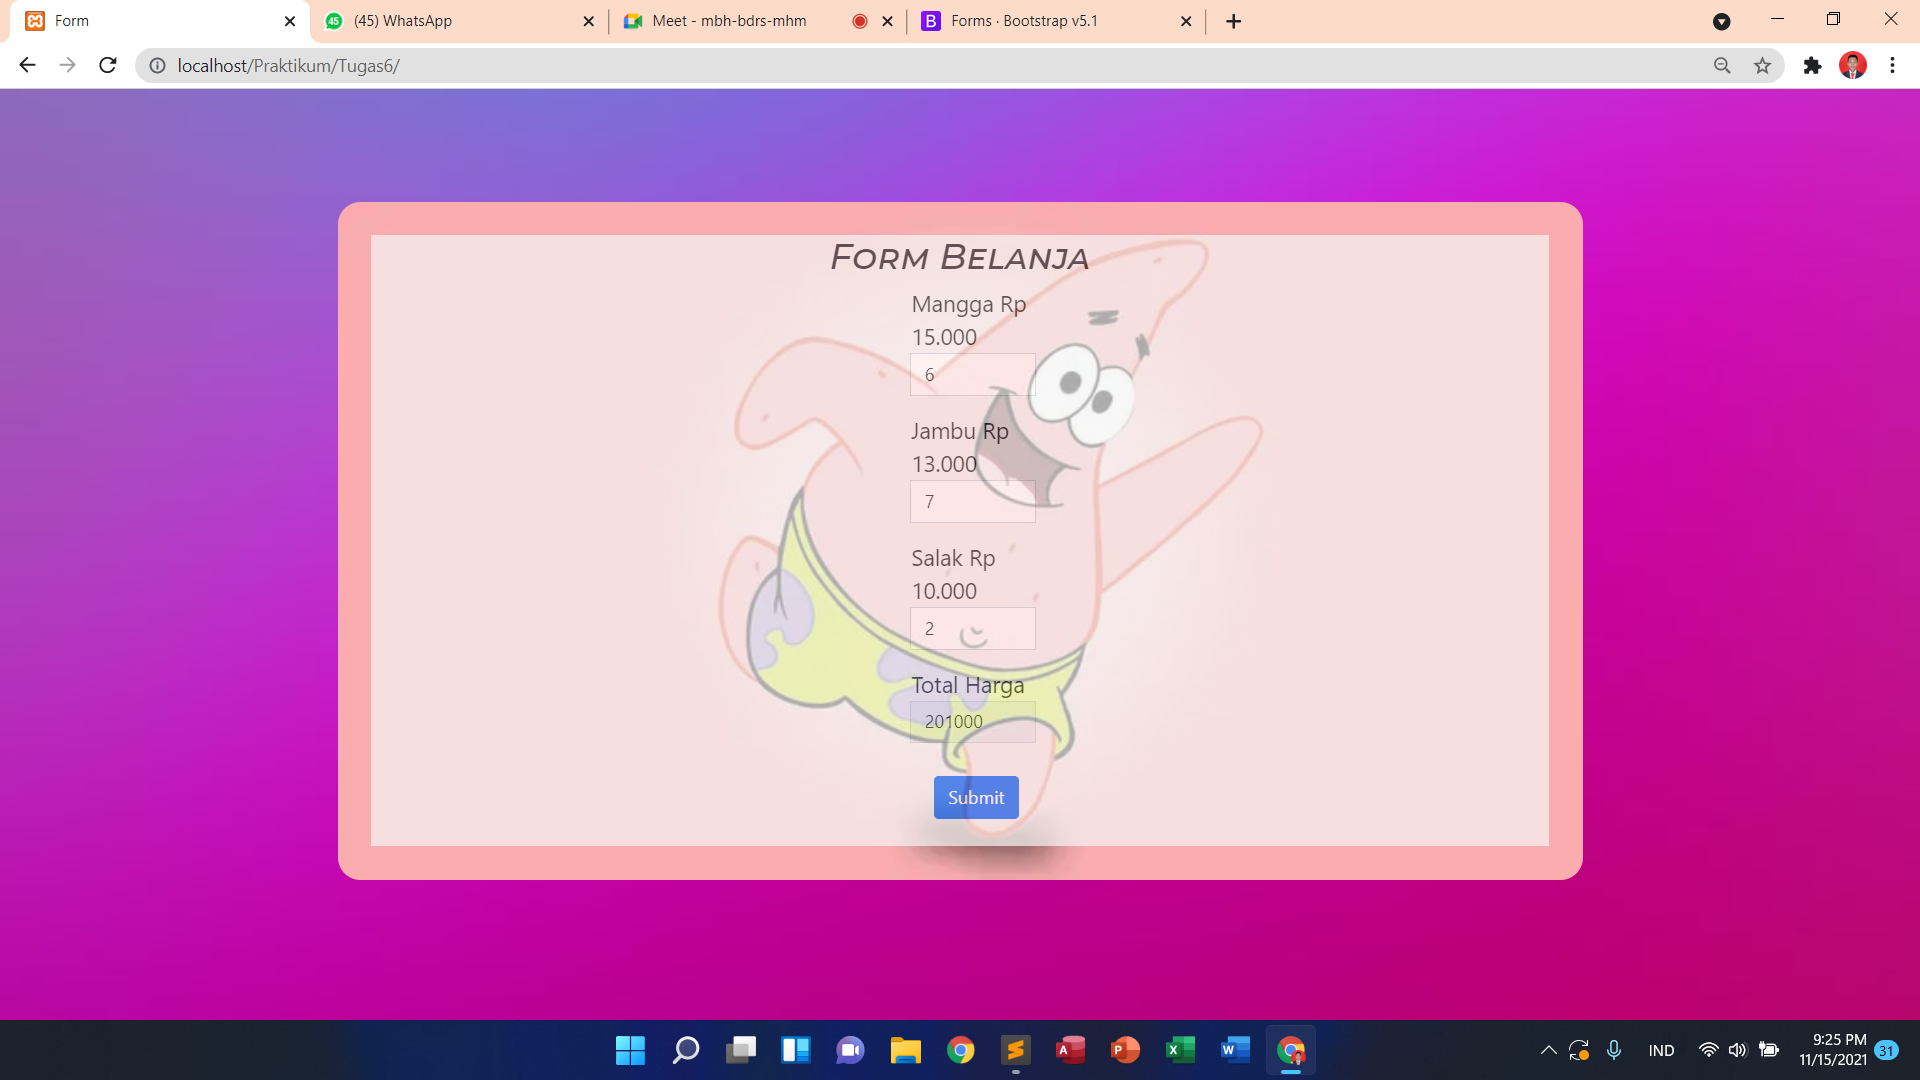 Form
(45) WhatsApp
Meet - mbh-bdrs-mhm
Forms · Bootstrap v5.1
localhost/Praktikum/Tugas6/
Form Belanja
Mangga Rp
15.000
6
Jambu Rp
13.000
7
Salak Rp
10.000
2
Total Harga
201000
Submit
IND
9:25 PM
11/15/2021
31